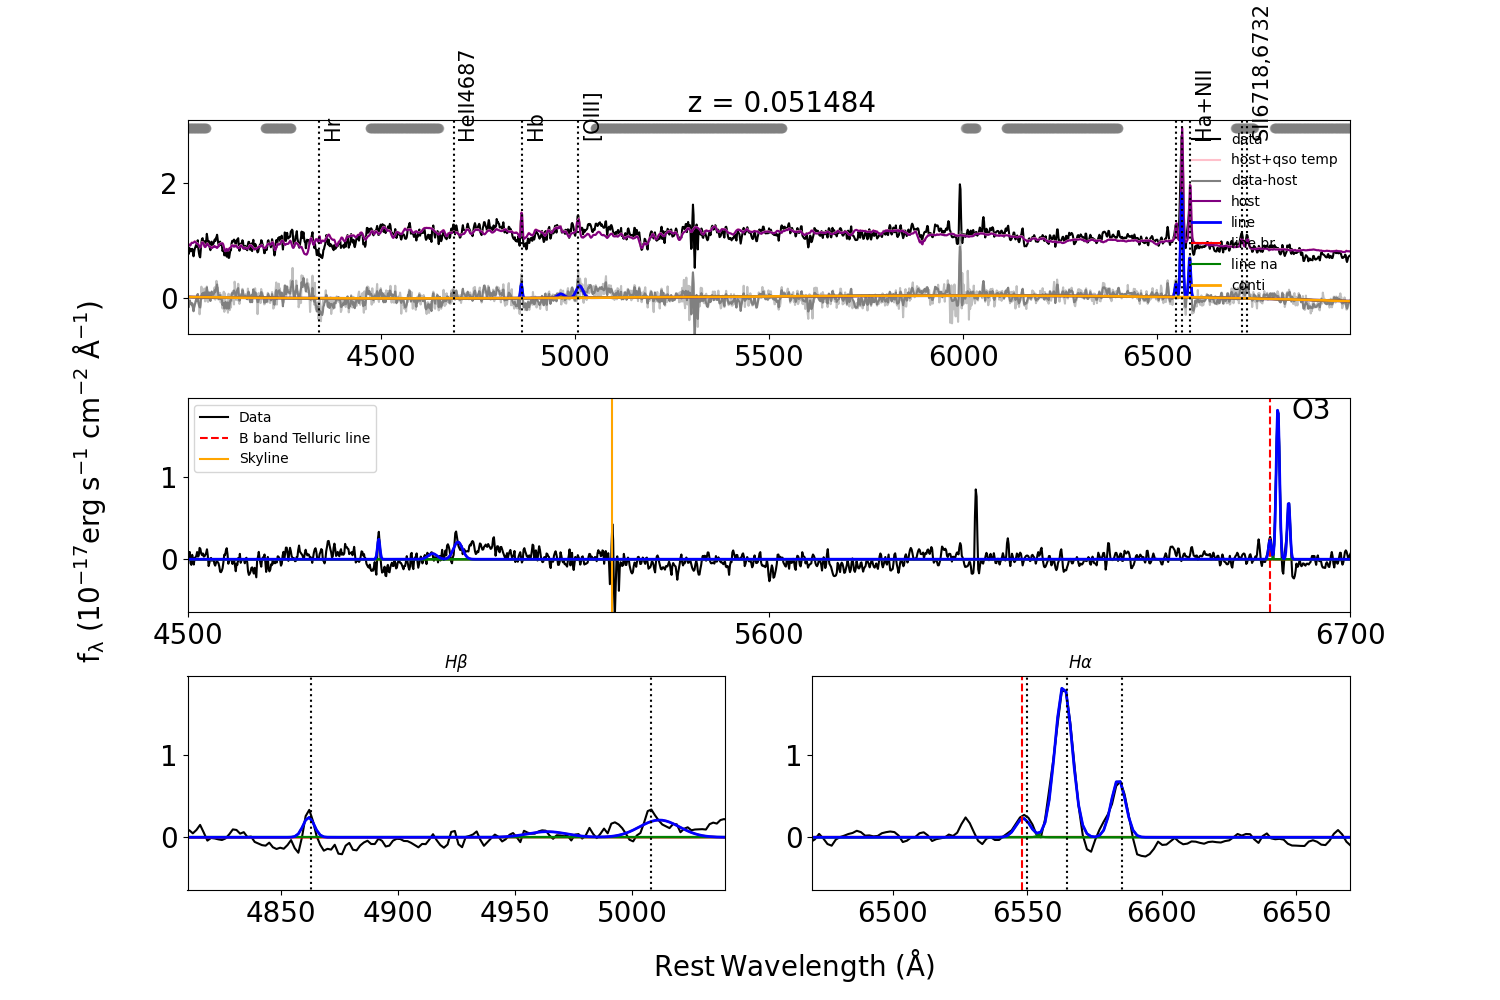 z = 0.051484
Hr
HeII4687
Hb
[OIII]
Ha+NII
SII6718,6732
data
host+qso temp
data-host
host
line
line br
line na
conti
2
0
4500 5000 5500 6000 6500
fλ (10−17erg s−1 cm−2 Å−1)
Data
B band Telluric line
Skyline
O3
1
0
4500 5600 6700
Hβ
Hα
1
0
4850 4900 4950 5000
1
0
6500 6550 6600 6650
Rest Wavelength (Å)